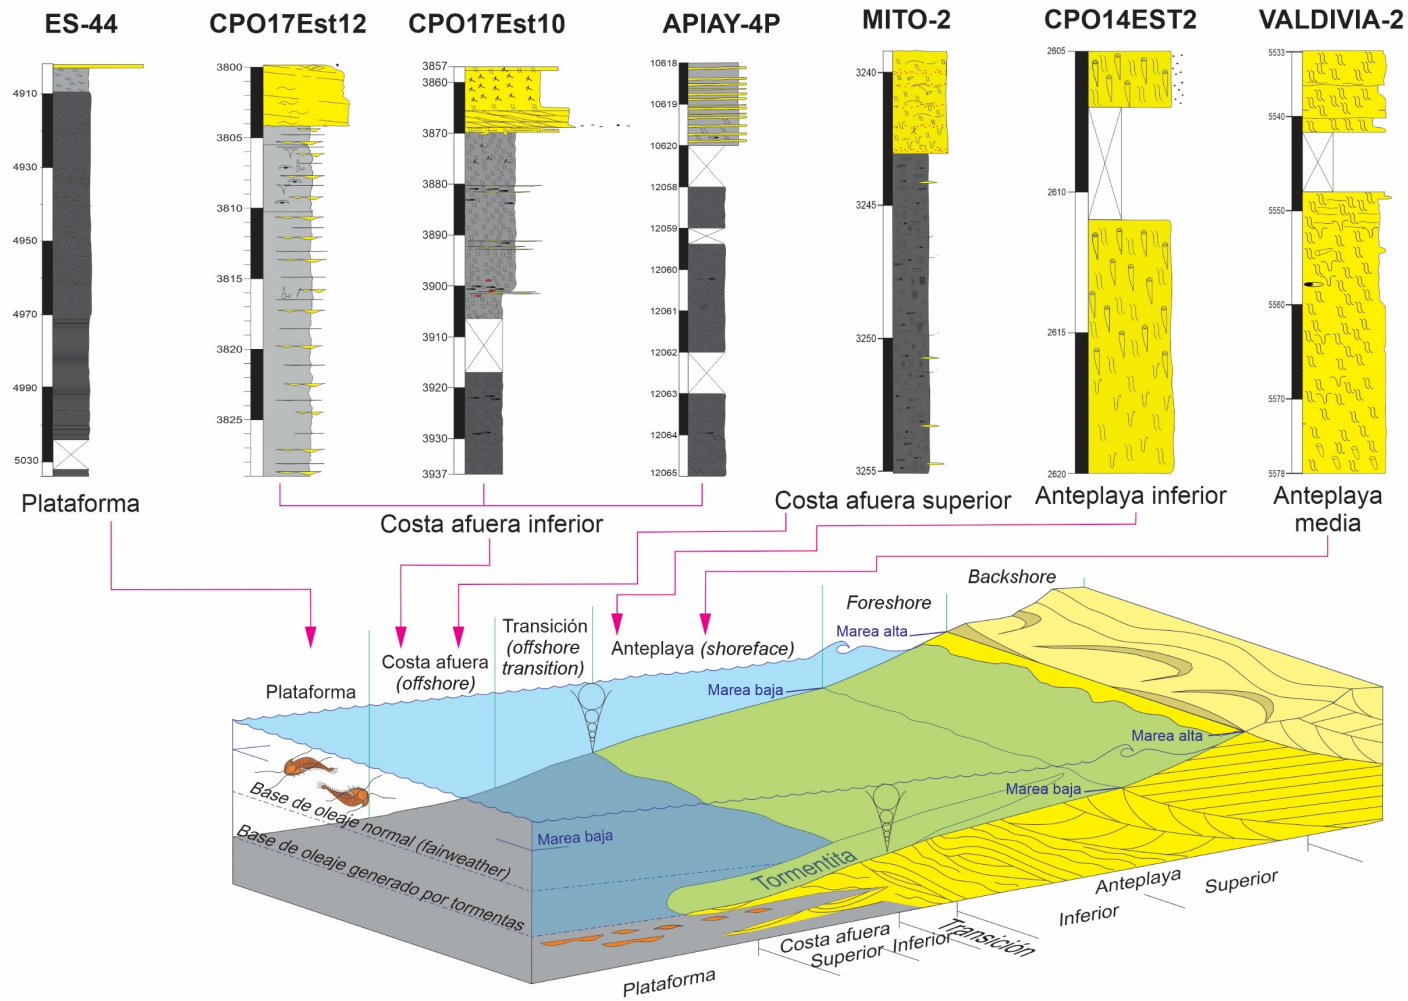 ES-44
CPO17Est12
CPO17Est10
APIAY-4P
MITO-2
CPO14EST2
VALDIVIA-2
4910
4930
4950
4970
4990
5030
3800
3805
3810
3815
3820
3825
3857
3860
3870
3880
3890
3900
3910
3920
3930
3937
10618
10619
10620
12058
12059
12060
12061
12062
12063
12064
12065
3240
3245
3250
3255
2605
2610
2615
2620
5533
5540
5550
5560
5570
5578
Plataforma
Costa afuera inferior
Costa afuera superior
Anteplaya inferior
Anteplaya
media
Backshore
Foreshore
Marea alta
Transición
(offshore
transition)
Anteplaya (shoreface)
Costa afuera
(offshore)
Plataforma
Marea baja
Marea alta
Marea baja
Base de oleaje normal (fairweather)
Marea baja
Base de oleaje generado por tormentas
Tormentita
Anteplaya
Superior
Inferior
Transición
Costa afuera
Superior
Inferior
Plataforma